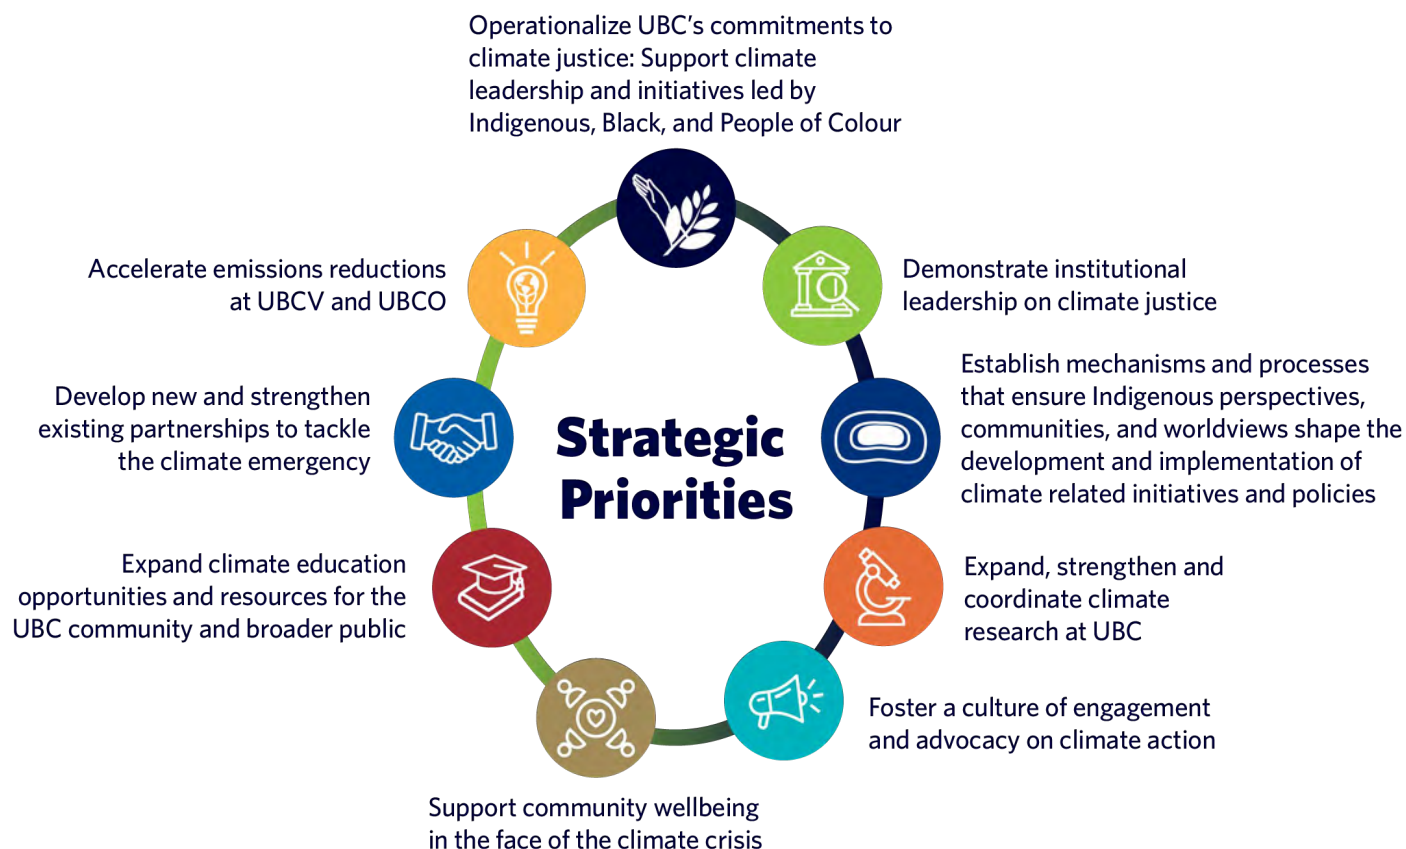 Operationalize UBC’s commitments to
climate justice: Support climate
leadership and initiatives led by
Indigenous, Black, and People of Colour
Demonstrate institutional
leadership on climate justice
Establish mechanisms and processes
that ensure Indigenous perspectives,
communities, and worldviews shape the
development and implementation of
climate related initiatives and policies
Expand, strengthen and
coordinate climate
research at UBC
Foster a culture of engagement
and advocacy on climate action
Support community wellbeing
in the face of the climate crisis
Expand climate education
opportunities and resources for the
UBC community and broader public
Develop new and strengthen
existing partnerships to tackle
the climate emergency
Accelerate emissions reductions
at UBCV and UBCO
Strategic
Priorities